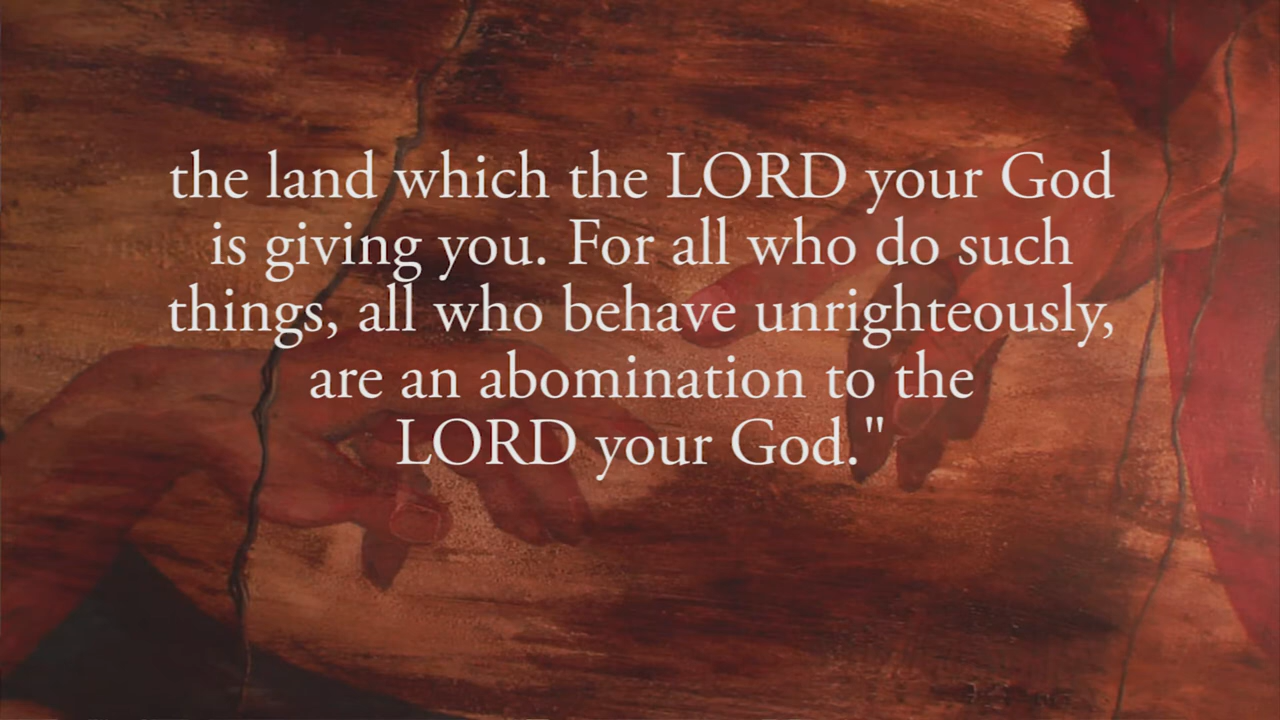 the land which the LORD your God
is giving you. For all who do such
things, all who behave unrighteously,
are an abomination to the
LORD your God."